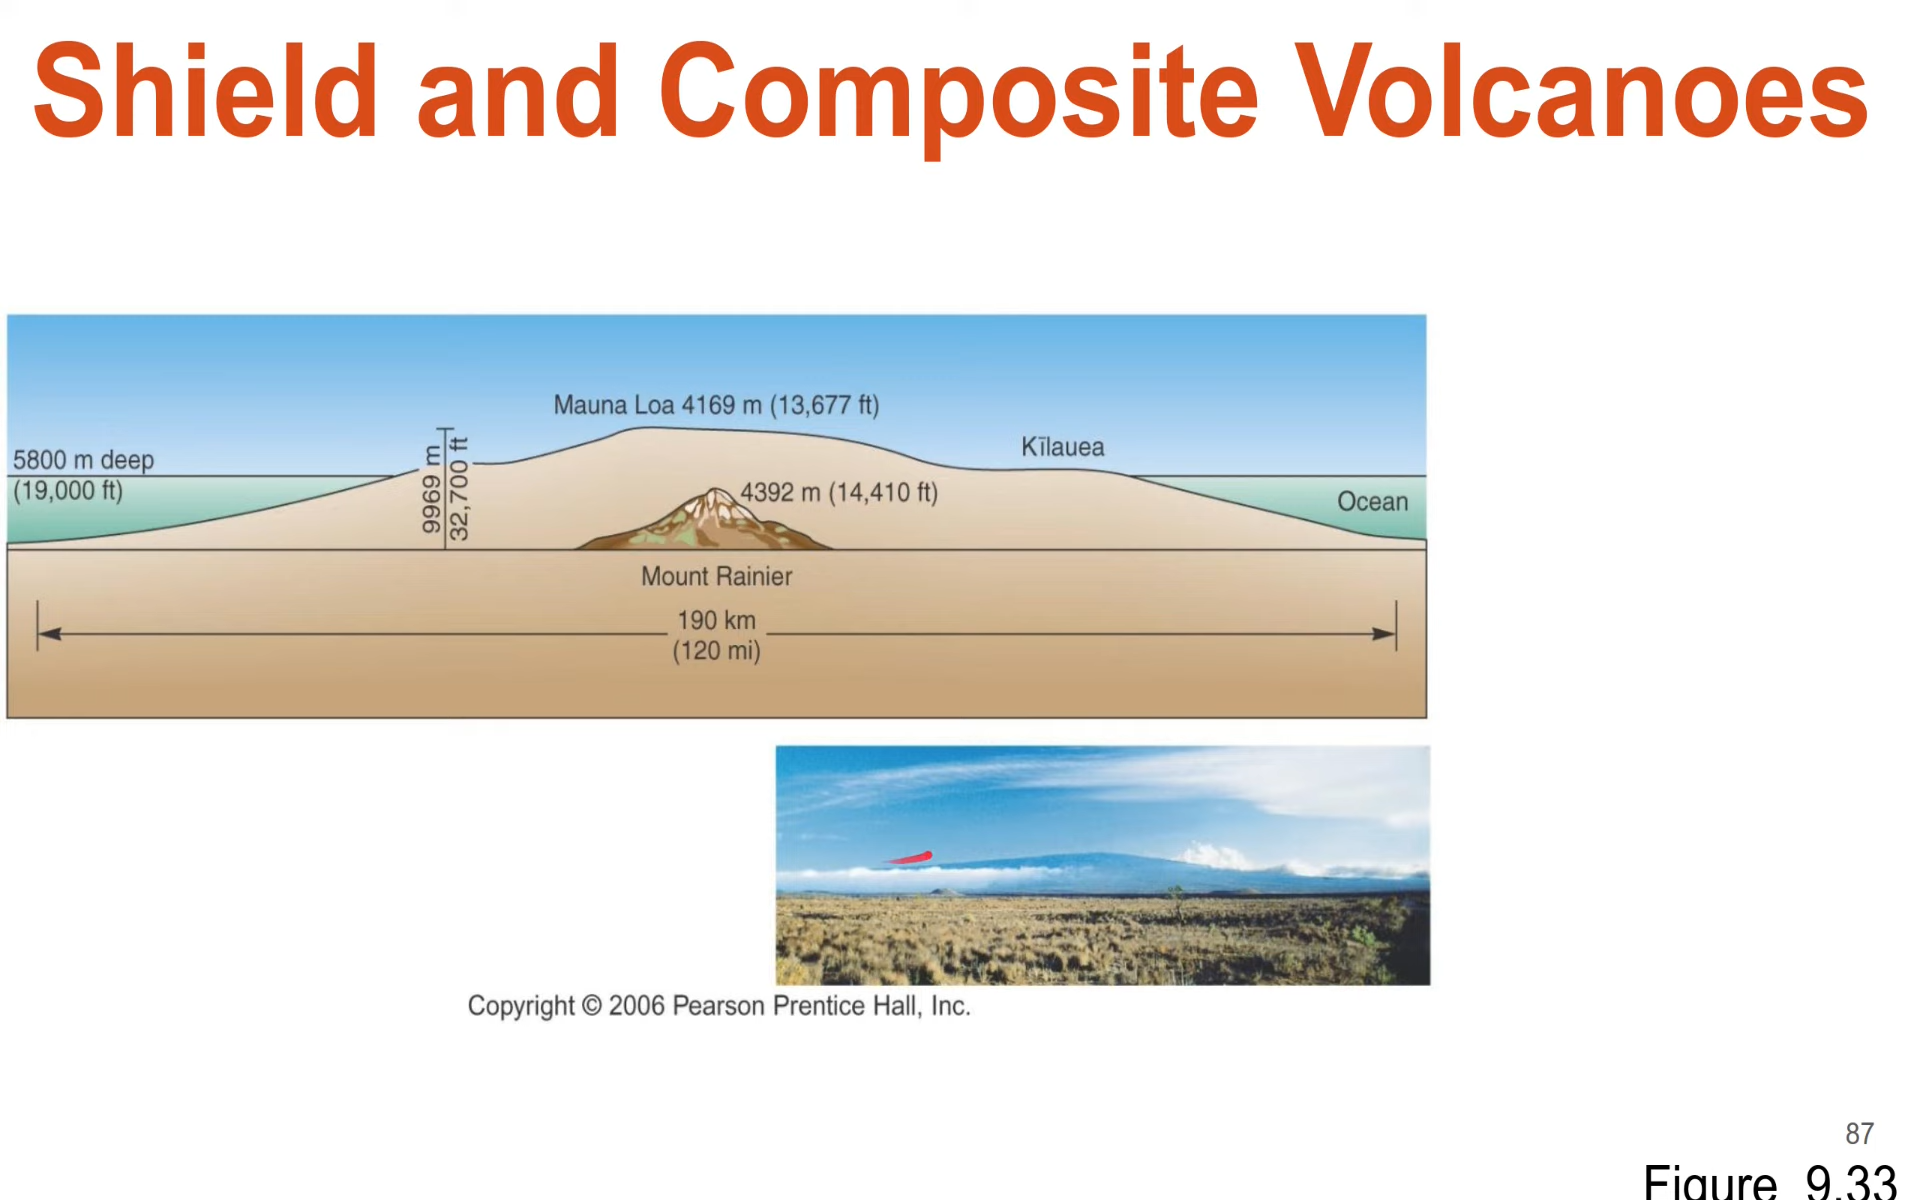 Shield and Composite Volcanoes
Mauna Loa 4169 m (13,677 ft)
Kīlauea
5800 m deep
(19,000 ft)
9969 m
32,700 ft
4392 m (14,410 ft)
Ocean
Mount Rainier
190 km
(120 mi)
Copyright © 2006 Pearson Prentice Hall, Inc.
87
Figure 9.33